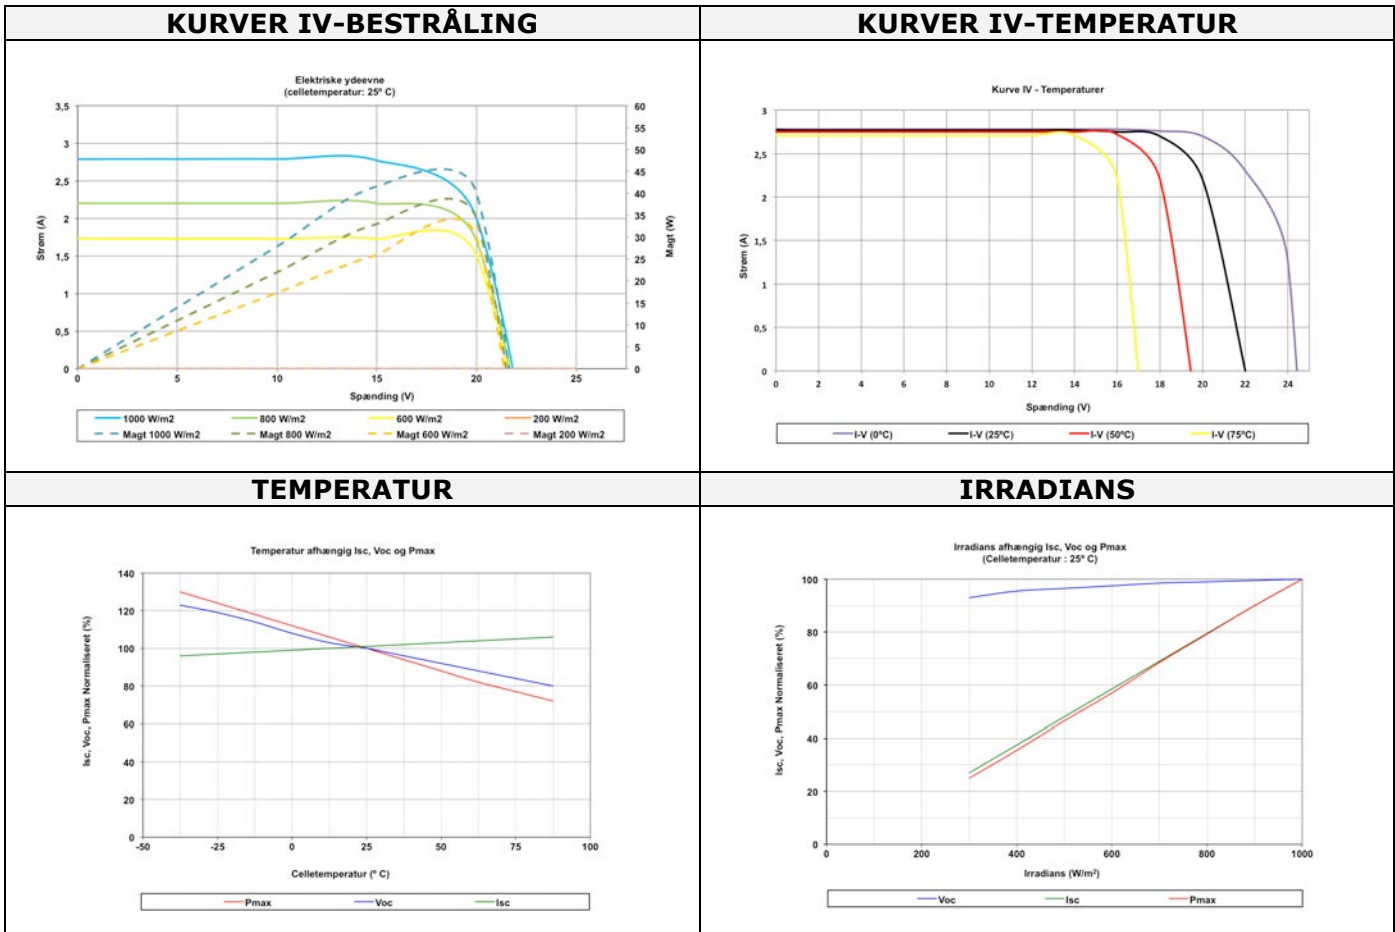 KURVER IV-BESTRÅLING
Elektriske ydeevne
(celletemperatur: 25º C)
Strøm (A)
3,5
3
2,5
2
1,5
1
0,5
0
60
55
50
45
40
35
30
25
20
15
10
5
0
Magt (W)
0 5 10 15 20 25
Spænding (V)
1000 W/m2 800 W/m2 600 W/m2 200 W/m2
Magt 1000 W/m2 Magt 800 W/m2 Magt 600 W/m2 Magt 200 W/m2
KURVER IV-TEMPERATUR
Kurve IV - Temperaturer
Strøm (A)
3
2,5
2
1,5
1
0,5
0
0 2 4 6 8 10 12 14 16 18 20 22 24
Spænding (V)
I-V (0ºC) I-V (25ºC) I-V (50ºC) I-V (75ºC)
TEMPERATUR
Temperatur afhængig Isc, Voc og Pmax
Isc, Voc, Pmax Normaliseret (%)
140
120
100
80
60
40
20
0
-50 -25 0 25 50 75 100
Celletemperatur (º C)
Pmax Voc Isc
IRRADIANS
Irradians afhængig Isc, Voc og Pmax
(Celletemperatur : 25º C)
Isc, Voc, Pmax Normaliseret (%)
100
80
60
40
20
0
0 200 400 600 800 1000
Irradians (W/m²)
Voc Isc Pmax